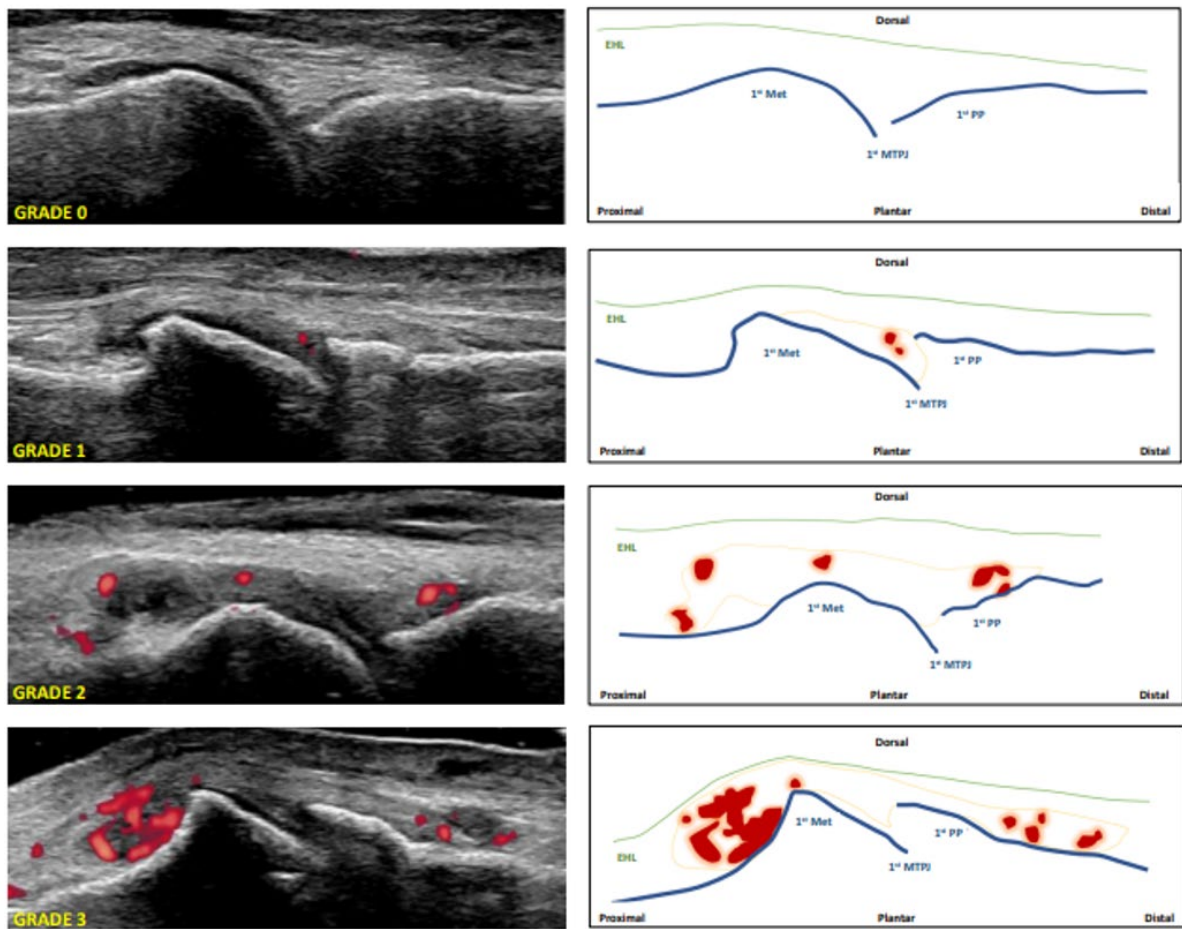 Dorsal
EHL
1st Met
1st PP
1st MTPJ
GRADE 0
Proximal
Plantar
Distal
Dorsal
EHL
1st Met
1st PP
1st MTPJ
GRADE 1
Proximal
Plantar
Distal
Dorsal
EHL
1st Met
1st PP
1st MTPJ
GRADE 2
Proximal
Plantar
Distal
Dorsal
1st Met
1st PP
EHL
1st MTPJ
GRADE 3
Proximal
Plantar
Distal